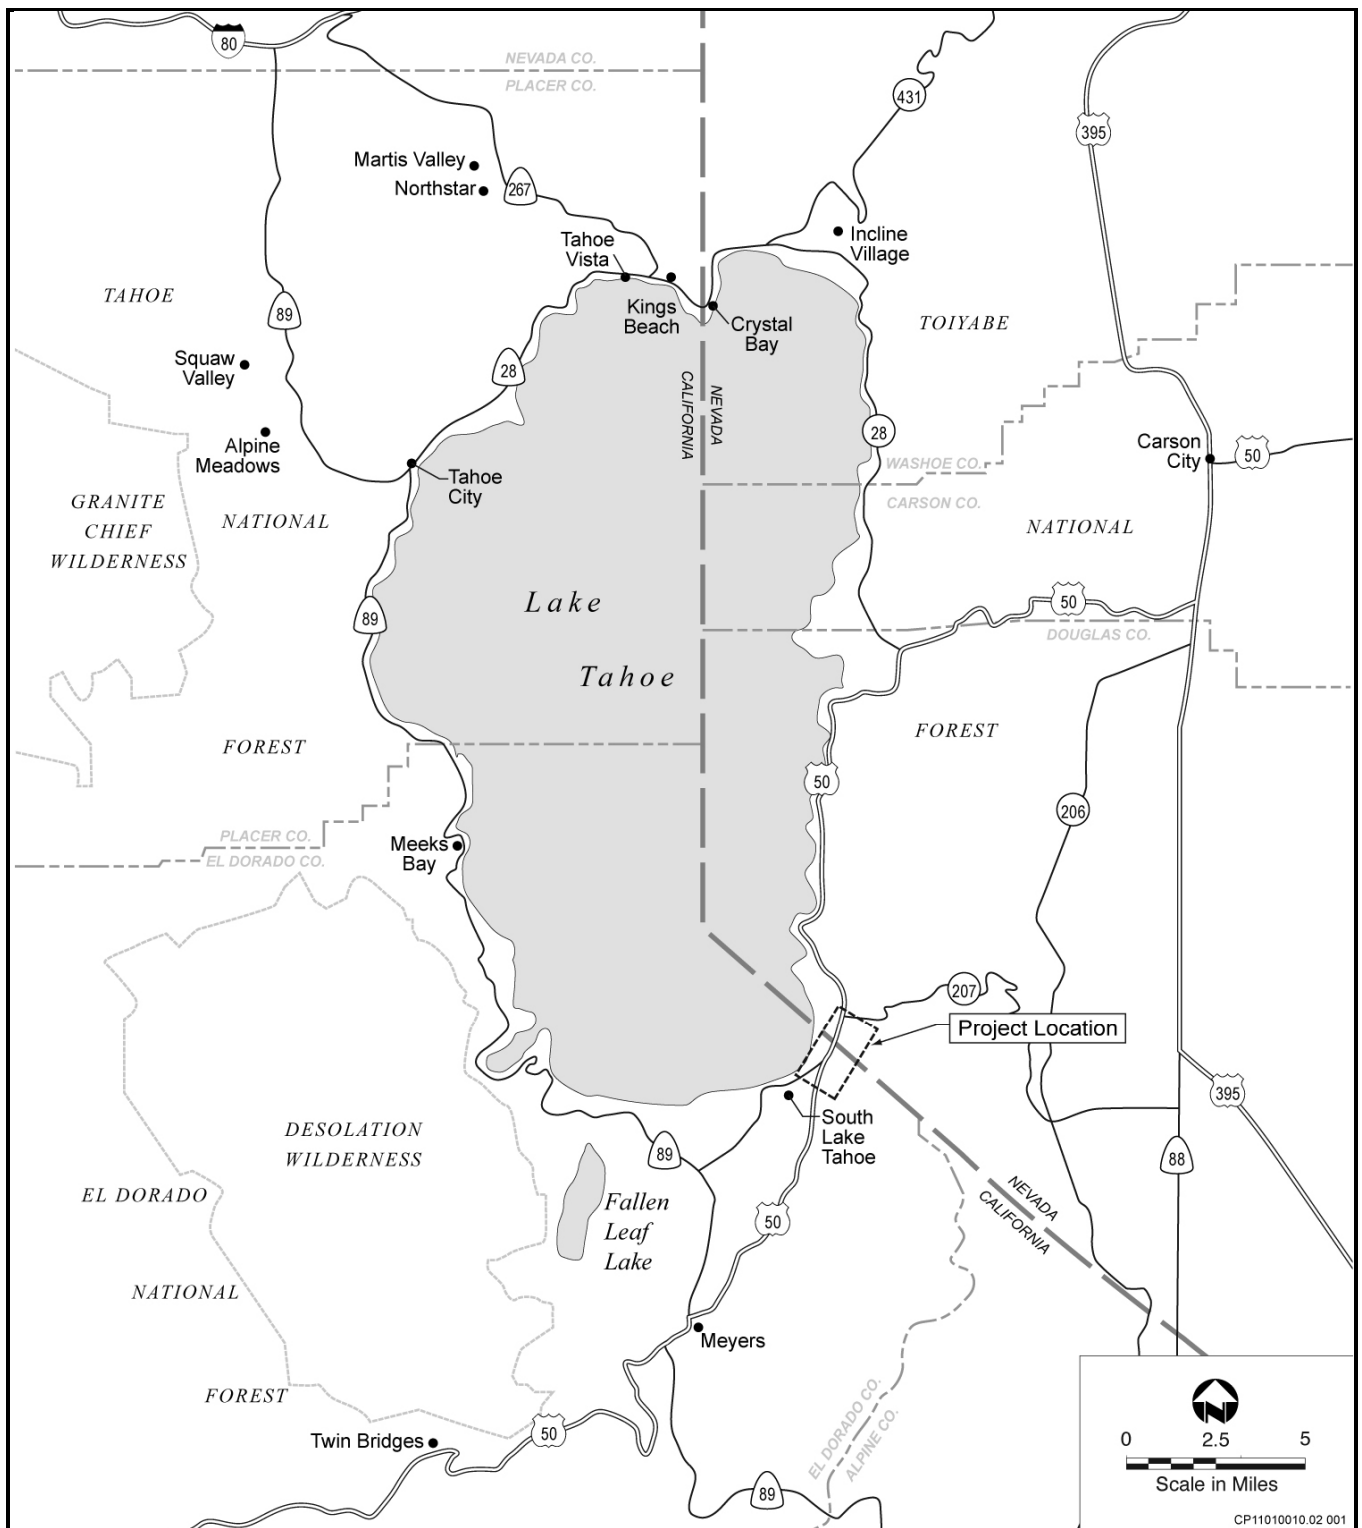 80
NEVADA CO.
PLACER CO.
431
395
Martis Valley
Northstar
267
Tahoe
Vista
Incline
Village
TAHOE
89
Kings
Beach
Crystal
Bay
TOIYABE
Squaw
Valley
28
NEVADA
CALIFORNIA
28
Alpine
Meadows
Carson
City
50
WASHOE CO.
CARSON CO.
Tahoe
City
GRANITE
CHIEF
WILDERNESS
NATIONAL
NATIONAL
Lake
Tahoe
89
50
DOUGLAS CO.
FOREST
FOREST
50
206
PLACER CO.
EL DORADO CO.
Meeks
Bay
207
Project Location
395
South
Lake
Tahoe
DESOLATION
WILDERNESS
89
88
EL DORADO
Fallen
Leaf
Lake
50
NEVADA
CALIFORNIA
NATIONAL
Meyers
FOREST
EL DORADO CO.
ALPINE CO.
Twin Bridges
50
89
N
0 2.5 5
Scale in Miles
CP11010010.02 001